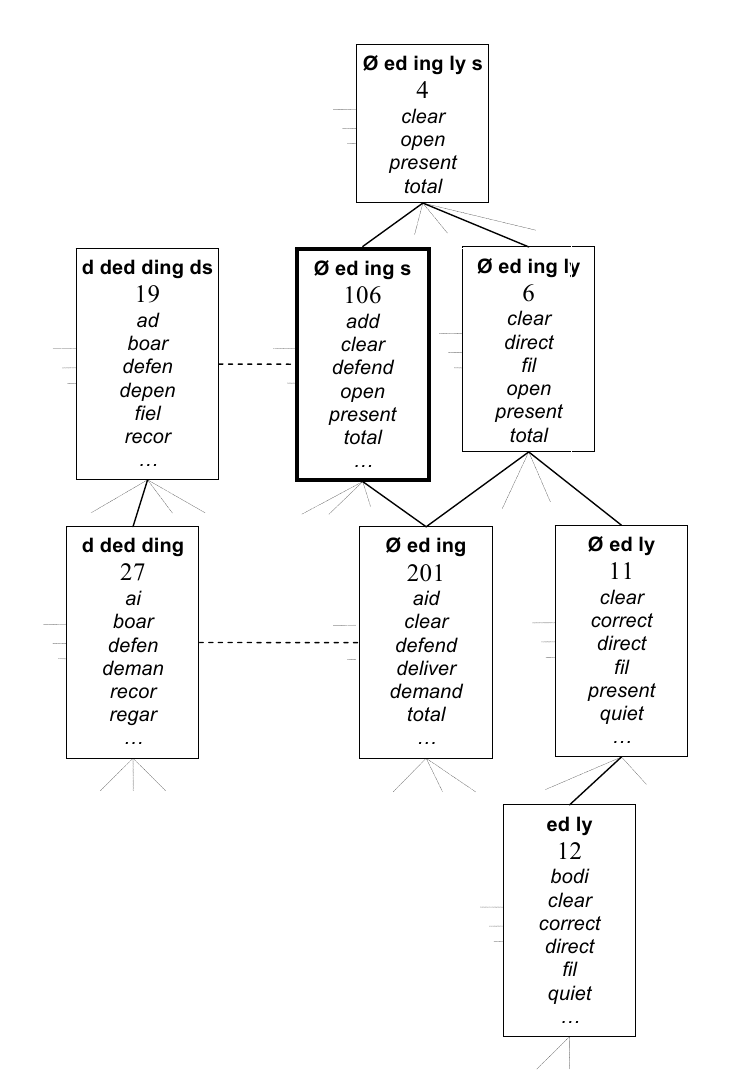 Ø ed ing ly s
4
clear
open
present
total
d ded ding ds
19
ad
boar
defen
depen
fiel
recor
…
Ø ed ing s
106
add
clear
defend
open
present
total
…
Ø ed ing ly
6
clear
direct
fil
open
present
total
d ded ding
27
ai
boar
defen
deman
recor
regar
…
Ø ed ing
201
aid
clear
defend
deliver
demand
total
…
Ø ed ly
11
clear
correct
direct
fil
present
quiet
…
ed ly
12
bodi
clear
correct
direct
fil
quiet
…